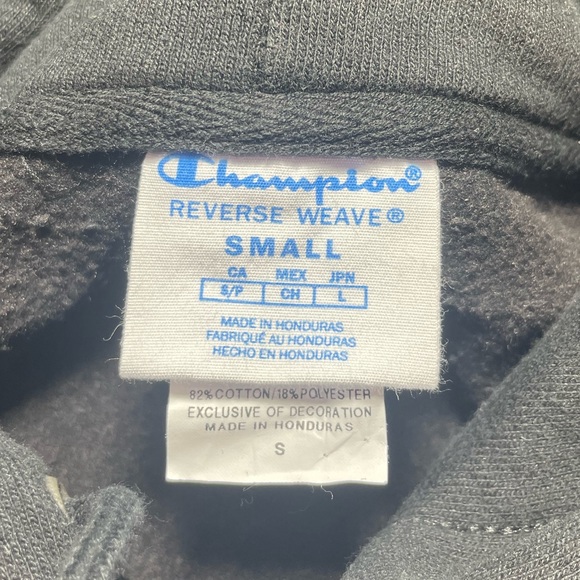 Champion®
REVERSE WEAVE®
SMALL
CA MEX JPN
S/P CH L
MADE IN HONDURAS
FABRIQUÉ AU HONDURAS
HECHO EN HONDURAS
82% COTTON/18% POLYESTER
EXCLUSIVE OF DECORATION
MADE IN HONDURAS
S